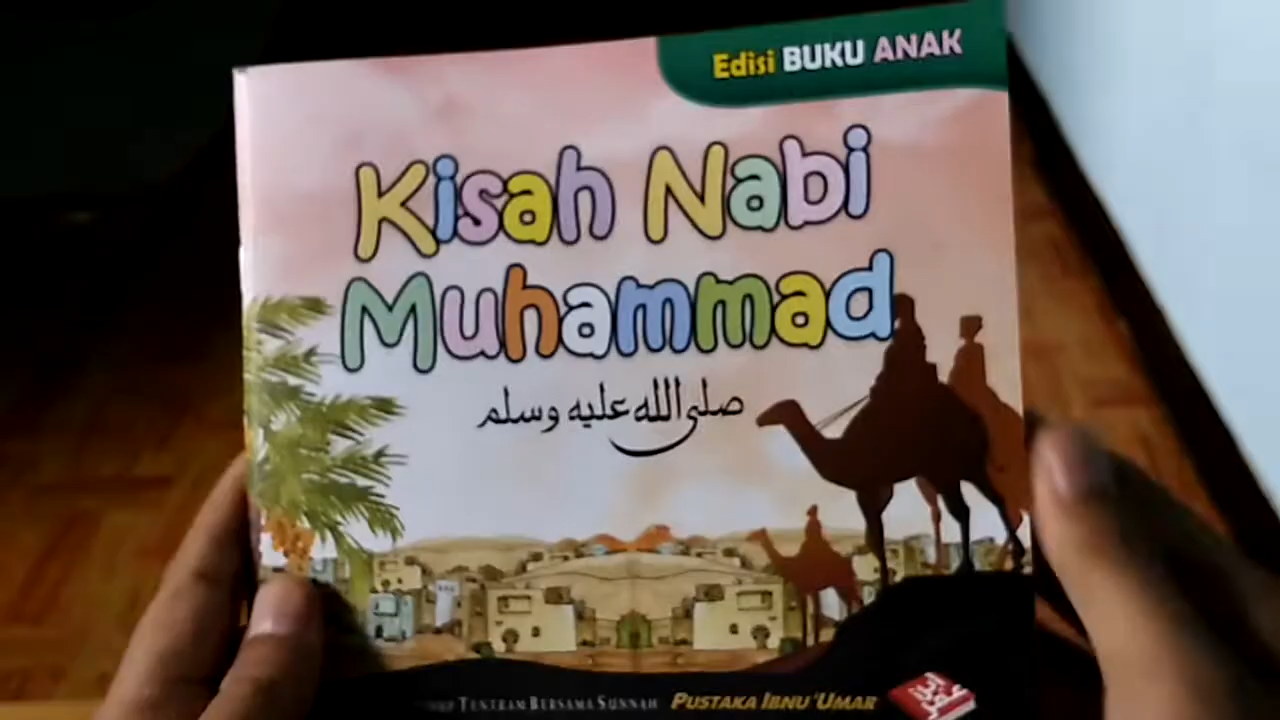 Edisi BUKU ANAK
Kisah Nabi
Muhammad
صلى الله عليه وسلم
TENTRAM BERSAMA SUNNAH PUSTAKA IBNU 'UMAR